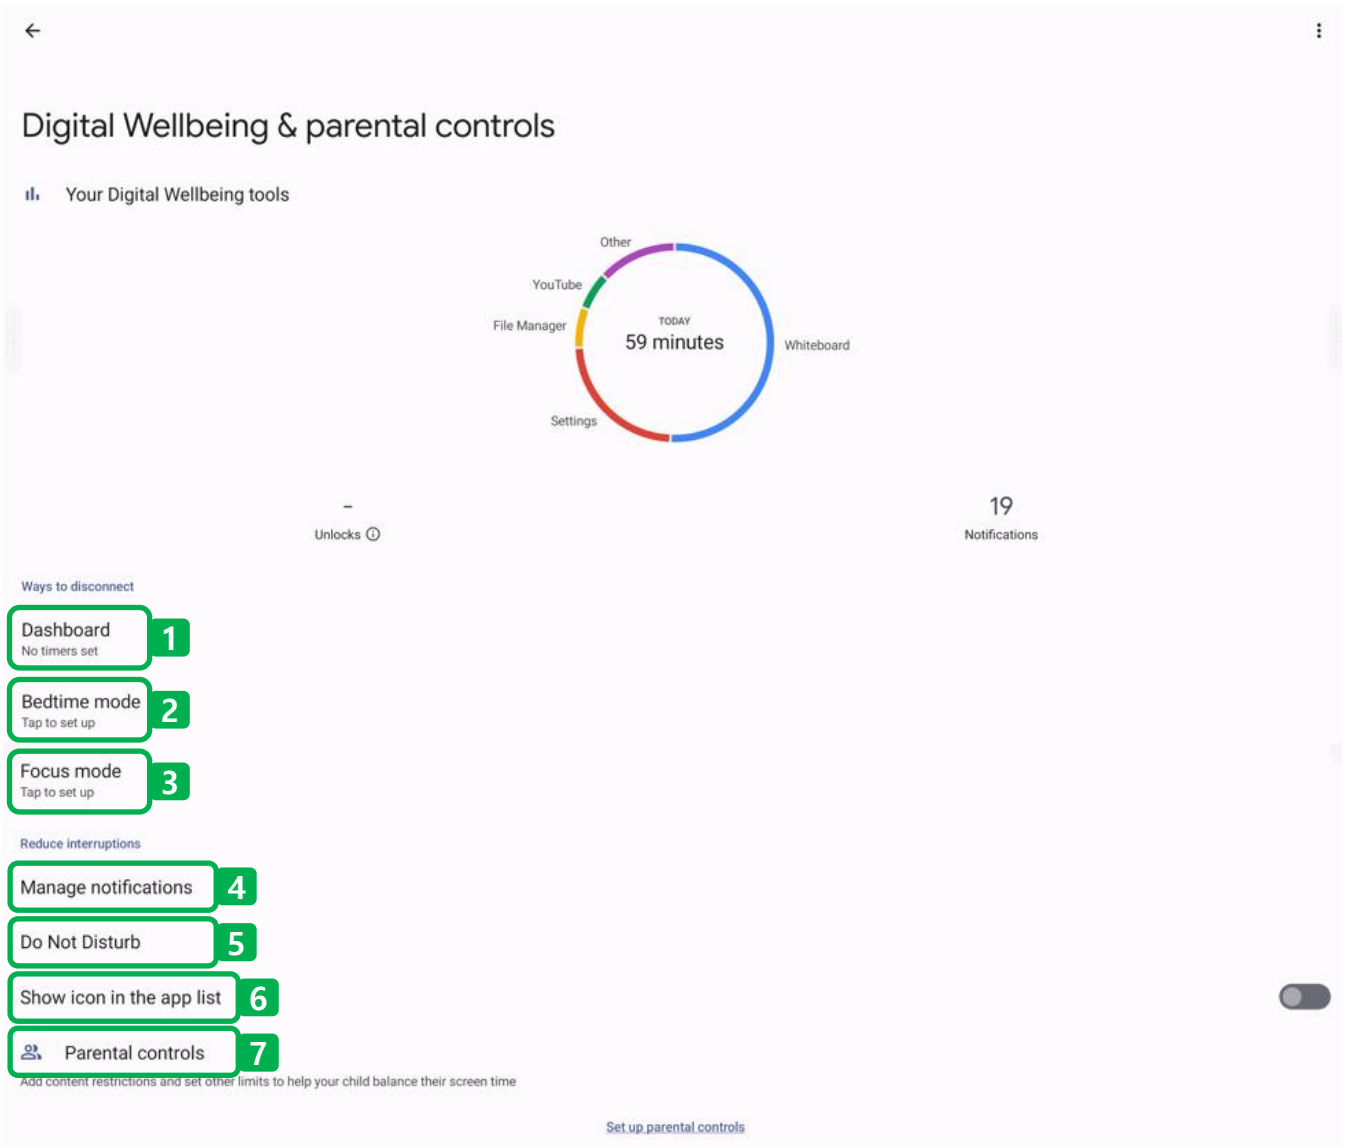 Digital Wellbeing & parental controls
Your Digital Wellbeing tools
Other
YouTube
File Manager
TODAY
59 minutes
Whiteboard
Settings
-
Unlocks
19
Notifications
Ways to disconnect
Dashboard
No timers set
1
Bedtime mode
Tap to set up
2
Focus mode
Tap to set up
3
Reduce interruptions
Manage notifications 4
Do Not Disturb 5
Show icon in the app list 6
Parental controls 7
Add content restrictions and set other limits to help your child balance their screen time
Set up parental controls